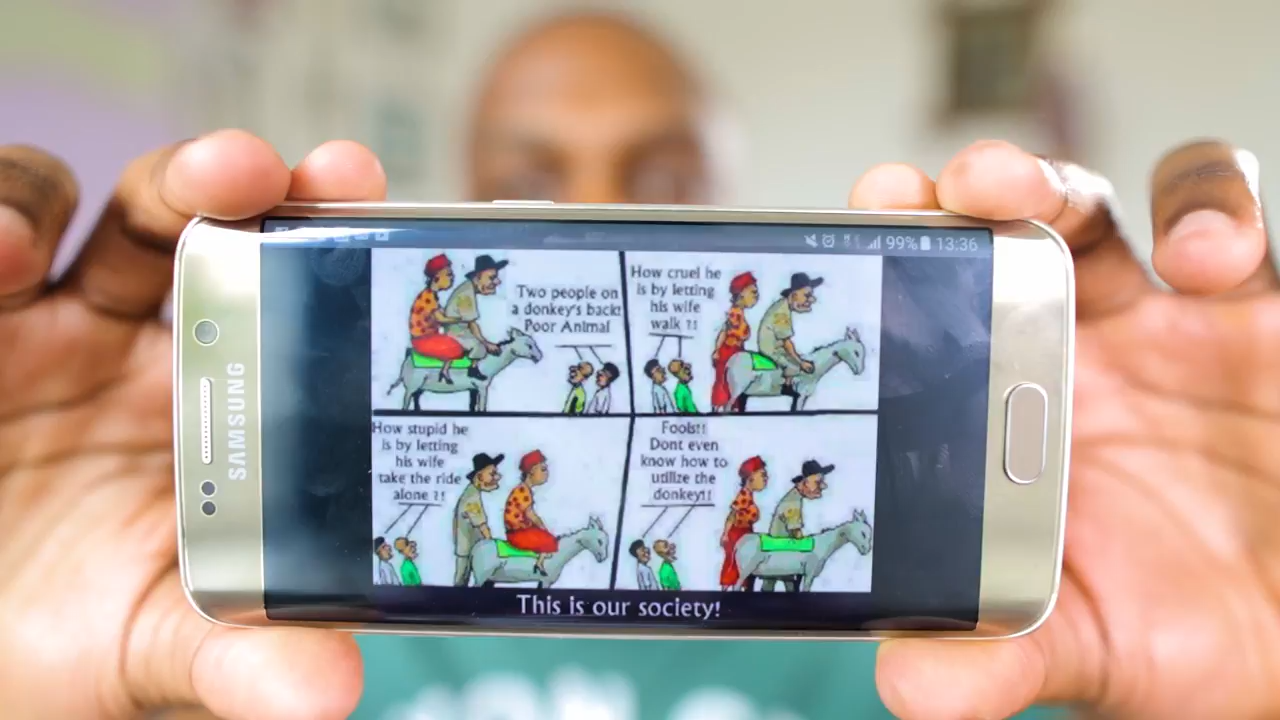 99% 13:36
SAMSUNG
Two people on
a donkey's back!
Poor Animal
How cruel he
is by letting
his wife
walk ?!
How stupid he
is by letting
his wife
take the ride
alone ?!
Fools!!
Dont even
know how to
utilize the
donkey!!
This is our society!